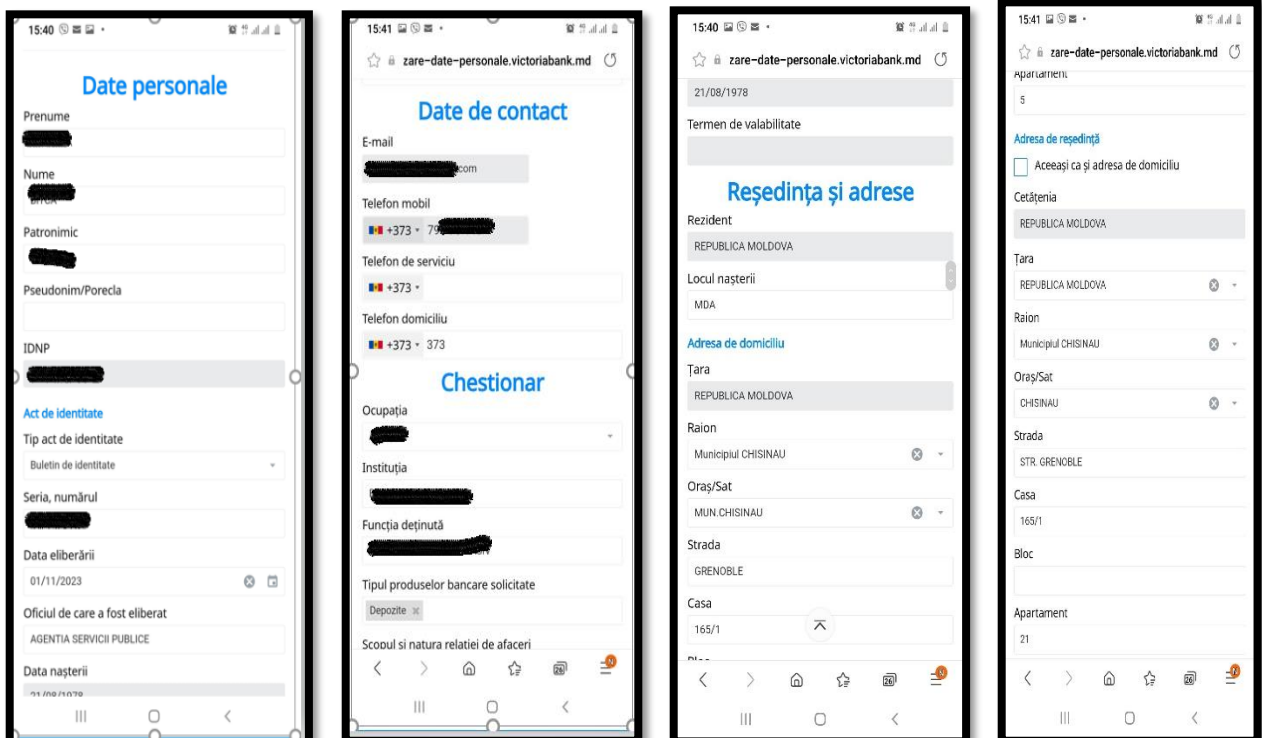 15:40
Date personale
Prenume
Nume
Patronimic
Pseudonim/Porecla
IDNP
Act de identitate
Tip act de identitate
Buletin de identitate
Seria, numărul
Data eliberării
01/11/2023
Oficiul de care a fost eliberat
AGENTIA SERVICII PUBLICE
Data nașterii
21/08/1978
15:41
zare-date-personale.victoriabank.md
Date de contact
E-mail
com
Telefon mobil
+373 79
Telefon de serviciu
+373
Telefon domiciliu
+373 373
Chestionar
Ocupația
Instituția
Funcția deținută
Tipul produselor bancare solicitate
Depozite
Scopul si natura relatiei de afaceri
26
N
15:40
zare-date-personale.victoriabank.md
21/08/1978
Termen de valabilitate
Reședința și adrese
Rezident
REPUBLICA MOLDOVA
Locul nașterii
MDA
Adresa de domiciliu
Țara
REPUBLICA MOLDOVA
Raion
Municipiul CHISINAU
Oraș/Sat
MUN.CHISINAU
Strada
GRENOBLE
Casa
165/1
Bloc
26
N
15:41
zare-date-personale.victoriabank.md
Apartament
5
Adresa de reședință
Aceeași ca și adresa de domiciliu
Cetățenia
REPUBLICA MOLDOVA
Țara
REPUBLICA MOLDOVA
Raion
Municipiul CHISINAU
Oraș/Sat
CHISINAU
Strada
STR. GRENOBLE
Casa
165/1
Bloc
Apartament
21
26
N